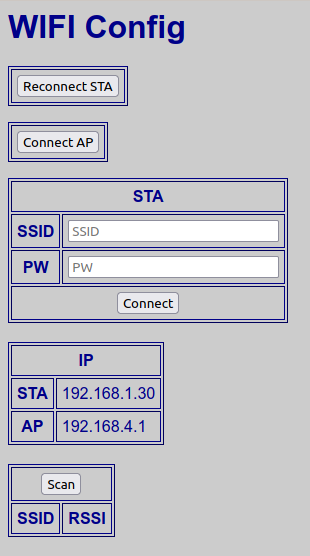 WIFI Config
Reconnect STA
Connect AP
STA
SSID SSID
PW PW
Connect
IP
STA 192.168.1.30
AP 192.168.4.1
Scan
SSID RSSI